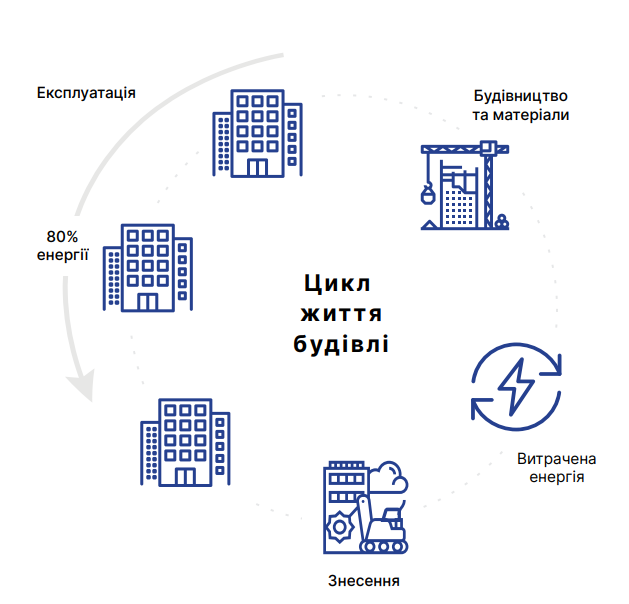 Експлуатація
Будівництво
та матеріали
80%
енергії
Цикл
життя
будівлі
Витрачена
енергія
Знесення